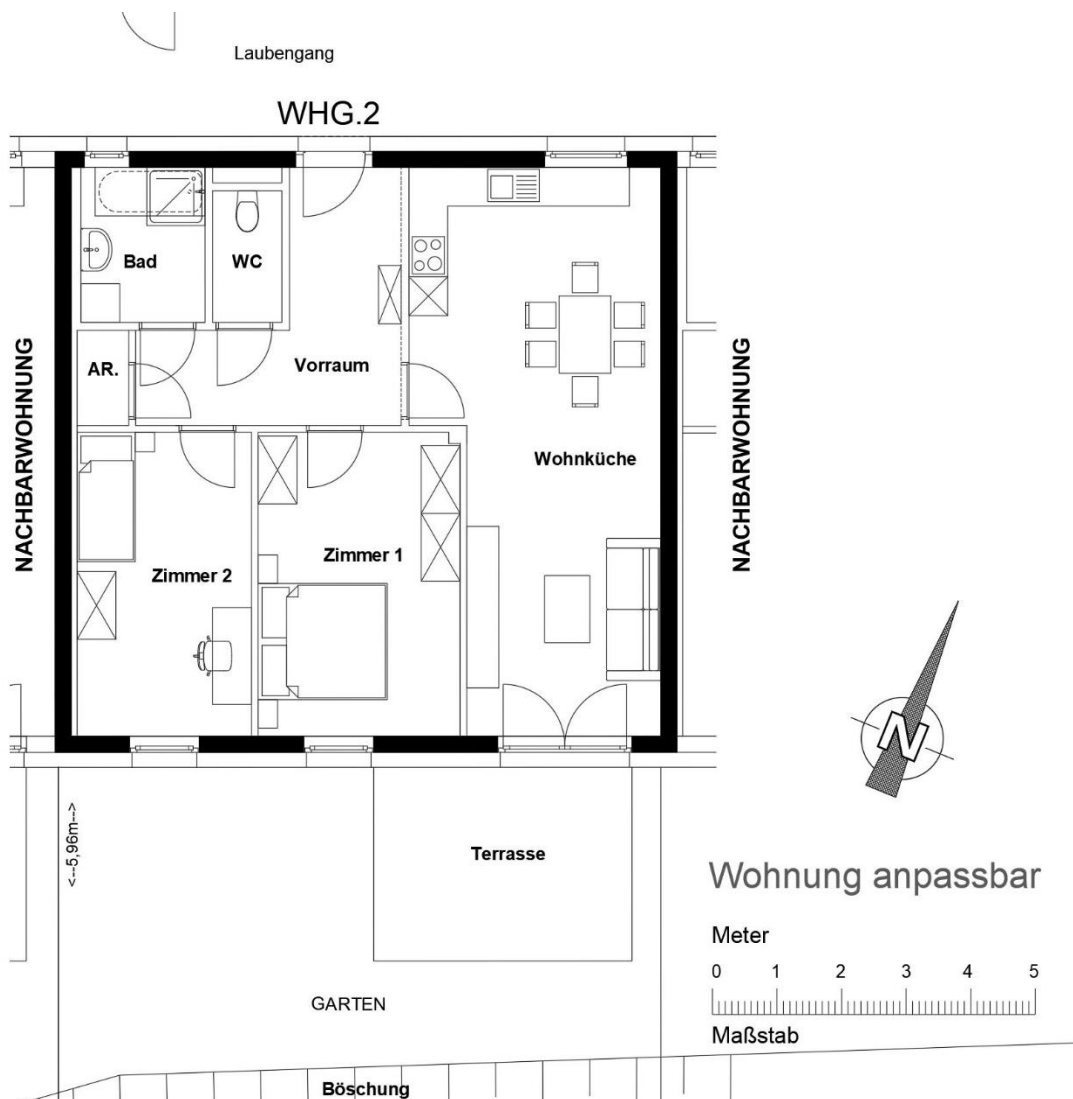 Laubengang
WHG.2
Bad
WC
AR.
Vorraum
NACHBARWOHNUNG
NACHBARWOHNUNG
Wohnküche
Zimmer 2
Zimmer 1
N
<--5,96m-->
Terrasse
Wohnung anpassbar
Meter
0 1 2 3 4 5
Maßstab
GARTEN
Böschung